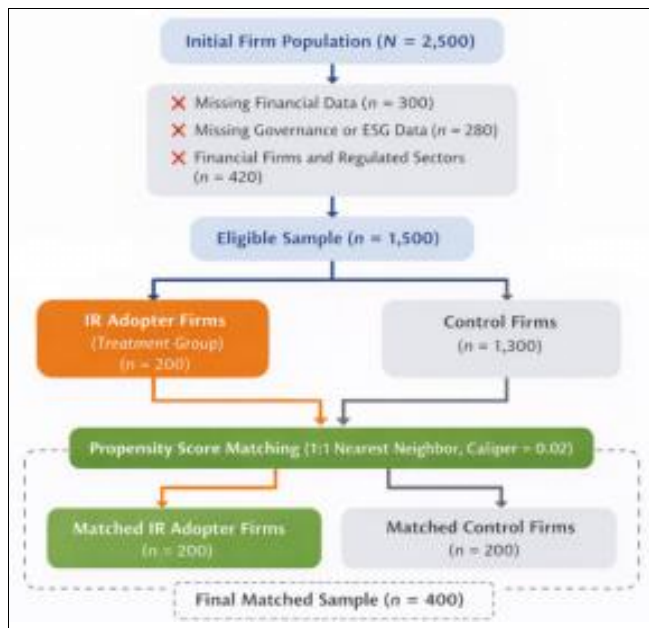 Initial Firm Population (N = 2,500)
✗ Missing Financial Data (n = 300)
✗ Missing Governance or ESG Data (n = 280)
✗ Financial Firms and Regulated Sectors
(n = 420)
Eligible Sample (n = 1,500)
IR Adopter Firms
(Treatment Group)
(n = 200)
Control Firms
(n = 1,300)
Propensity Score Matching (1:1 Nearest Neighbor, Caliper = 0.02)
Matched IR Adopter Firms
(n = 200)
Matched Control Firms
(n = 200)
Final Matched Sample (n = 400)